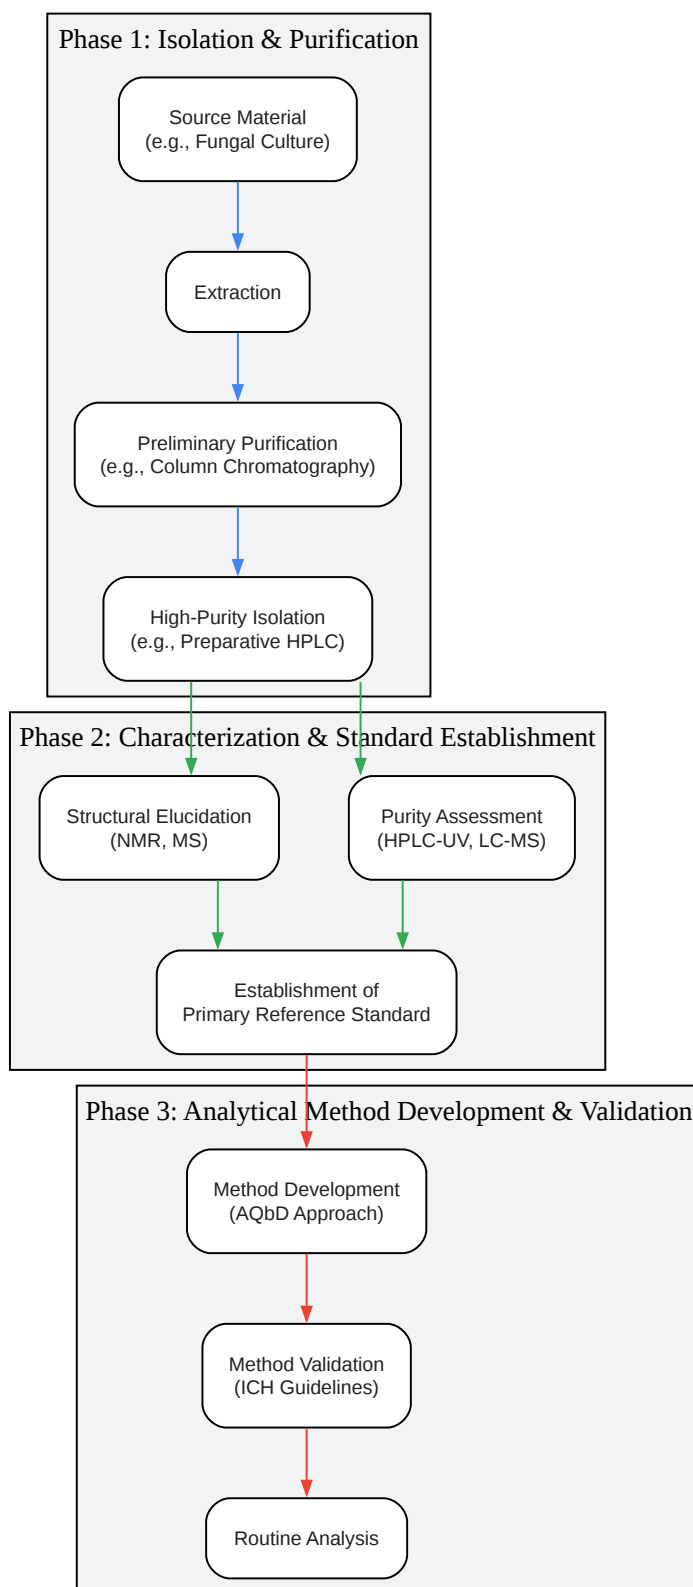 Phase 1: Isolation & Purification
Source Material
(e.g., Fungal Culture)
Extraction
Preliminary Purification
(e.g., Column Chromatography)
High-Purity Isolation
(e.g., Preparative HPLC)
Phase 2: Characterization & Standard Establishment
Structural Elucidation
(NMR, MS)
Purity Assessment
(HPLC-UV, LC-MS)
Establishment of
Primary Reference Standard
Phase 3: Analytical Method Development & Validation
Method Development
(AQbD Approach)
Method Validation
(ICH Guidelines)
Routine Analysis